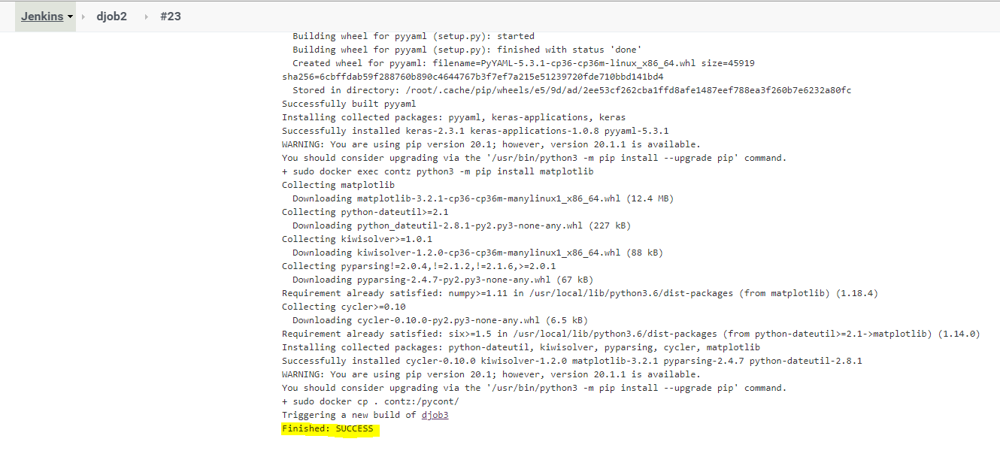 Jenkins djob2 #23
Building wheel for pyyaml (setup.py): started
Building wheel for pyyaml (setup.py): finished with status 'done'
Created wheel for pyyaml: filename=PyYAML-5.3.1-cp36-cp36m-linux_x86_64.whl size=45919
sha256=6cbffdab59f288760b890c4644767b3f7ef7a215e51239720fde710bbd141bd4
Stored in directory: /root/.cache/pip/wheels/e5/9d/ad/2ee53cf262cba1ffd8afe1487eef788ea3f260b7e6232a80fc
Successfully built pyyaml
Installing collected packages: pyyaml, keras-applications, keras
Successfully installed keras-2.3.1 keras-applications-1.0.8 pyyaml-5.3.1
WARNING: You are using pip version 20.1; however, version 20.1.1 is available.
You should consider upgrading via the '/usr/bin/python3 -m pip install --upgrade pip' command.
+ sudo docker exec contz python3 -m pip install matplotlib
Collecting matplotlib
Downloading matplotlib-3.2.1-cp36-cp36m-manylinux1_x86_64.whl (12.4 MB)
Collecting python-dateutil>=2.1
Downloading python_dateutil-2.8.1-py2.py3-none-any.whl (227 kB)
Collecting kiwisolver>=1.0.1
Downloading kiwisolver-1.2.0-cp36-cp36m-manylinux1_x86_64.whl (88 kB)
Collecting pyparsing!=2.0.4,!=2.1.2,!=2.1.6,>=2.0.1
Downloading pyparsing-2.4.7-py2.py3-none-any.whl (67 kB)
Requirement already satisfied: numpy>=1.11 in /usr/local/lib/python3.6/dist-packages (from matplotlib) (1.18.4)
Collecting cycler>=0.10
Downloading cycler-0.10.0-py2.py3-none-any.whl (6.5 kB)
Requirement already satisfied: six>=1.5 in /usr/local/lib/python3.6/dist-packages (from python-dateutil>=2.1->matplotlib) (1.14.0)
Installing collected packages: python-dateutil, kiwisolver, pyparsing, cycler, matplotlib
Successfully installed cycler-0.10.0 kiwisolver-1.2.0 matplotlib-3.2.1 pyparsing-2.4.7 python-dateutil-2.8.1
WARNING: You are using pip version 20.1; however, version 20.1.1 is available.
You should consider upgrading via the '/usr/bin/python3 -m pip install --upgrade pip' command.
+ sudo docker cp . contz:/pycont/
Triggering a new build of djob3
Finished: SUCCESS